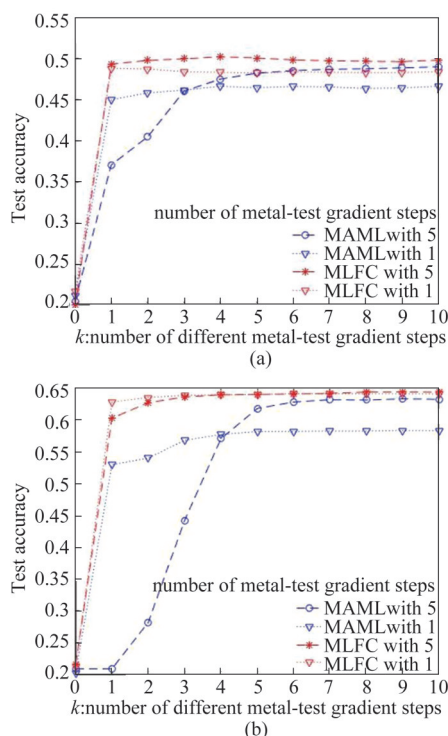 0.55
0.5
0.45
0.4
0.35
0.3
0.25
0.2
Test accuracy
number of metal-test gradient steps
MAMLwith 5
MAMLwith 1
MLFC with 5
MLFC with 1
0 1 2 3 4 5 6 7 8 9 10
k:number of different metal-test gradient steps
(a)
0.65
0.6
0.55
0.5
0.45
0.4
0.35
0.3
0.25
0.2
Test accuracy
number of metal-test gradient steps
MAMLwith 5
MAMLwith 1
MLFC with 5
MLFC with 1
0 1 2 3 4 5 6 7 8 9 10
k:number of different metal-test gradient steps
(b)